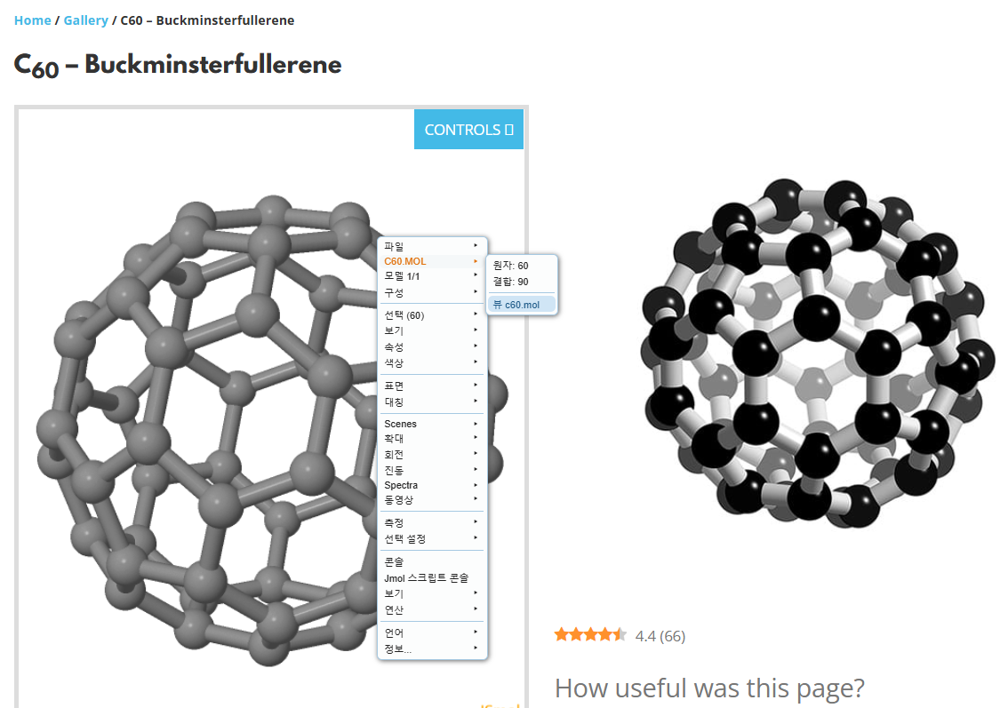 Home / Gallery / C60 – Buckminsterfullerene
C60 – Buckminsterfullerene
CONTROLS
파일
C60.MOL
모델 1/1
구성
선택 (60)
보기
속성
색상
표면
대칭
Scenes
확대
회전
진동
Spectra
동영상
측정
선택 설정
콘솔
Jmol 스크립트 콘솔
보기
연산
언어
정보...
원자: 60
결합: 90
뷰 c60.mol
4.4 (66)
How useful was this page?